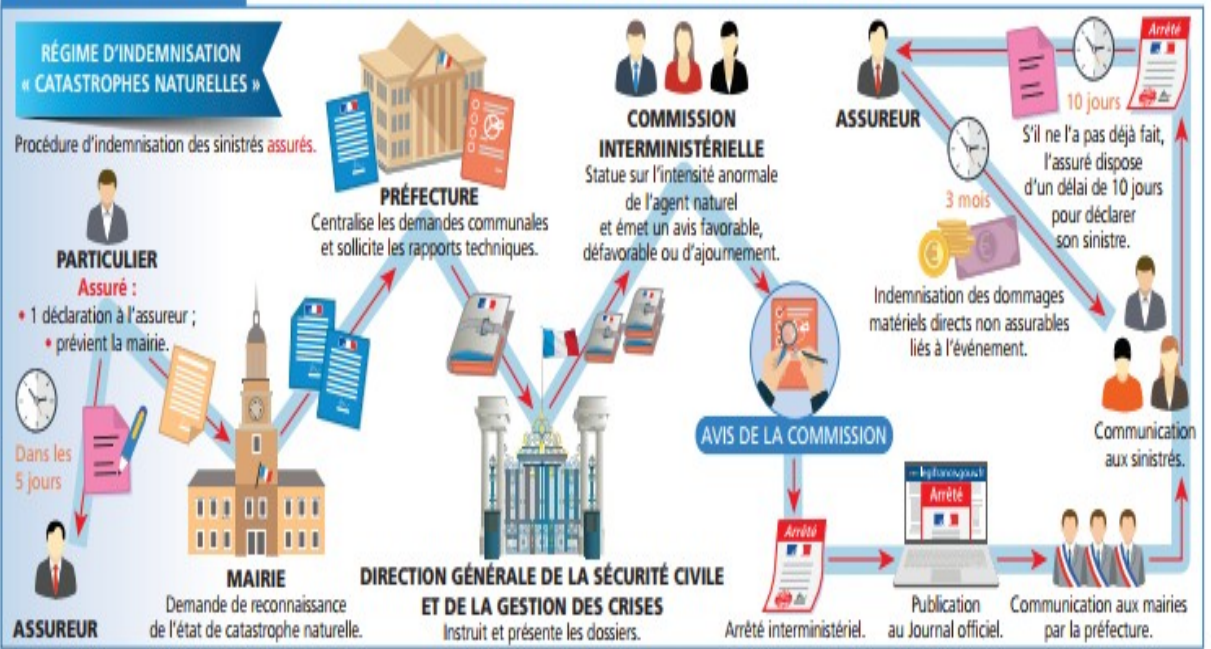 RÉGIME D'INDEMNISATION
« CATASTROPHES NATURELLES »
Procédure d'indemnisation des sinistrés assurés.
PARTICULIER
Assuré :
• 1 déclaration à l'assureur ;
• prévient la mairie.
Dans les
5 jours
ASSUREUR
MAIRIE
Demande de reconnaissance
de l'état de catastrophe naturelle.
PRÉFECTURE
Centralise les demandes communales
et sollicite les rapports techniques.
DIRECTION GÉNÉRALE DE LA SÉCURITÉ CIVILE
ET DE LA GESTION DES CRISES
Instruit et présente les dossiers.
COMMISSION
INTERMINISTÉRIELLE
Statue sur l'intensité anormale
de l'agent naturel
et émet un avis favorable,
défavorable ou d'ajournement.
AVIS DE LA COMMISSION
Arrêté
Arrêté interministériel.
legifrance.gouv.fr
Arrêté
Publication
au Journal officiel.
Communication aux mairies
par la préfecture.
Communication
aux sinistrés.
Arrêté
10 jours
S'il ne l'a pas déjà fait,
l'assuré dispose
d'un délai de 10 jours
pour déclarer
son sinistre.
ASSUREUR
3 mois
Indemnisation des dommages
matériels directs non assurables
liés à l'événement.